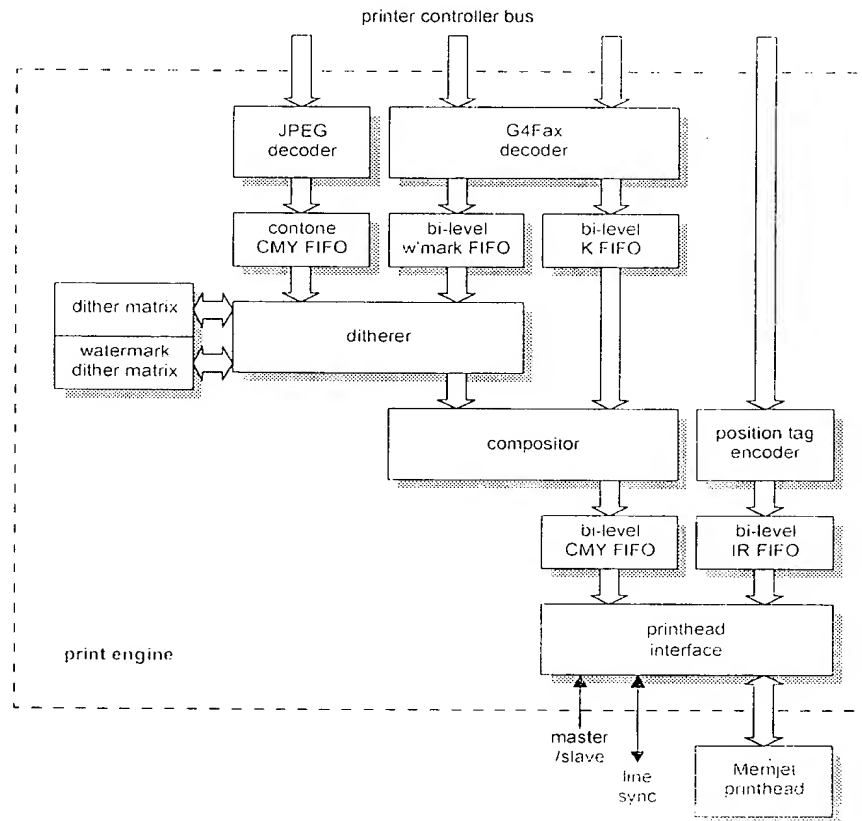 printer controller bus
JPEG
decoder
G4Fax
decoder
contone
CMY FIFO
bi-level
w'mark FIFO
bi-level
K FIFO
dither matrix
watermark
dither matrix
ditherer
compositor
position tag
encoder
bi-level
CMY FIFO
bi-level
IR FIFO
printhead
interface
print engine
master
/slave
line
sync
Memjet
printhead